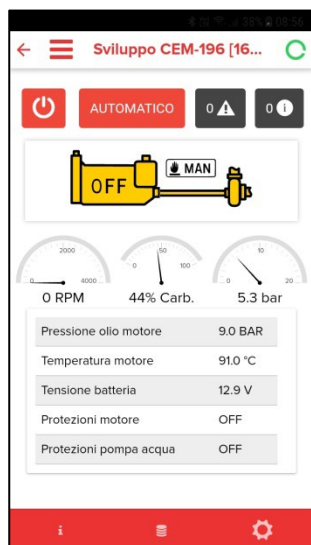 38% 08:56
Sviluppo CEM-196 [16...
AUTOMATICO
0
0
OFF
MAN
2000
0
4000
0 RPM
50
0
100
44% Carb.
10
0
20
5.3 bar
Pressione olio motore 9.0 BAR
Temperatura motore 91.0 °C
Tensione batteria 12.9 V
Protezioni motore OFF
Protezioni pompa acqua OFF